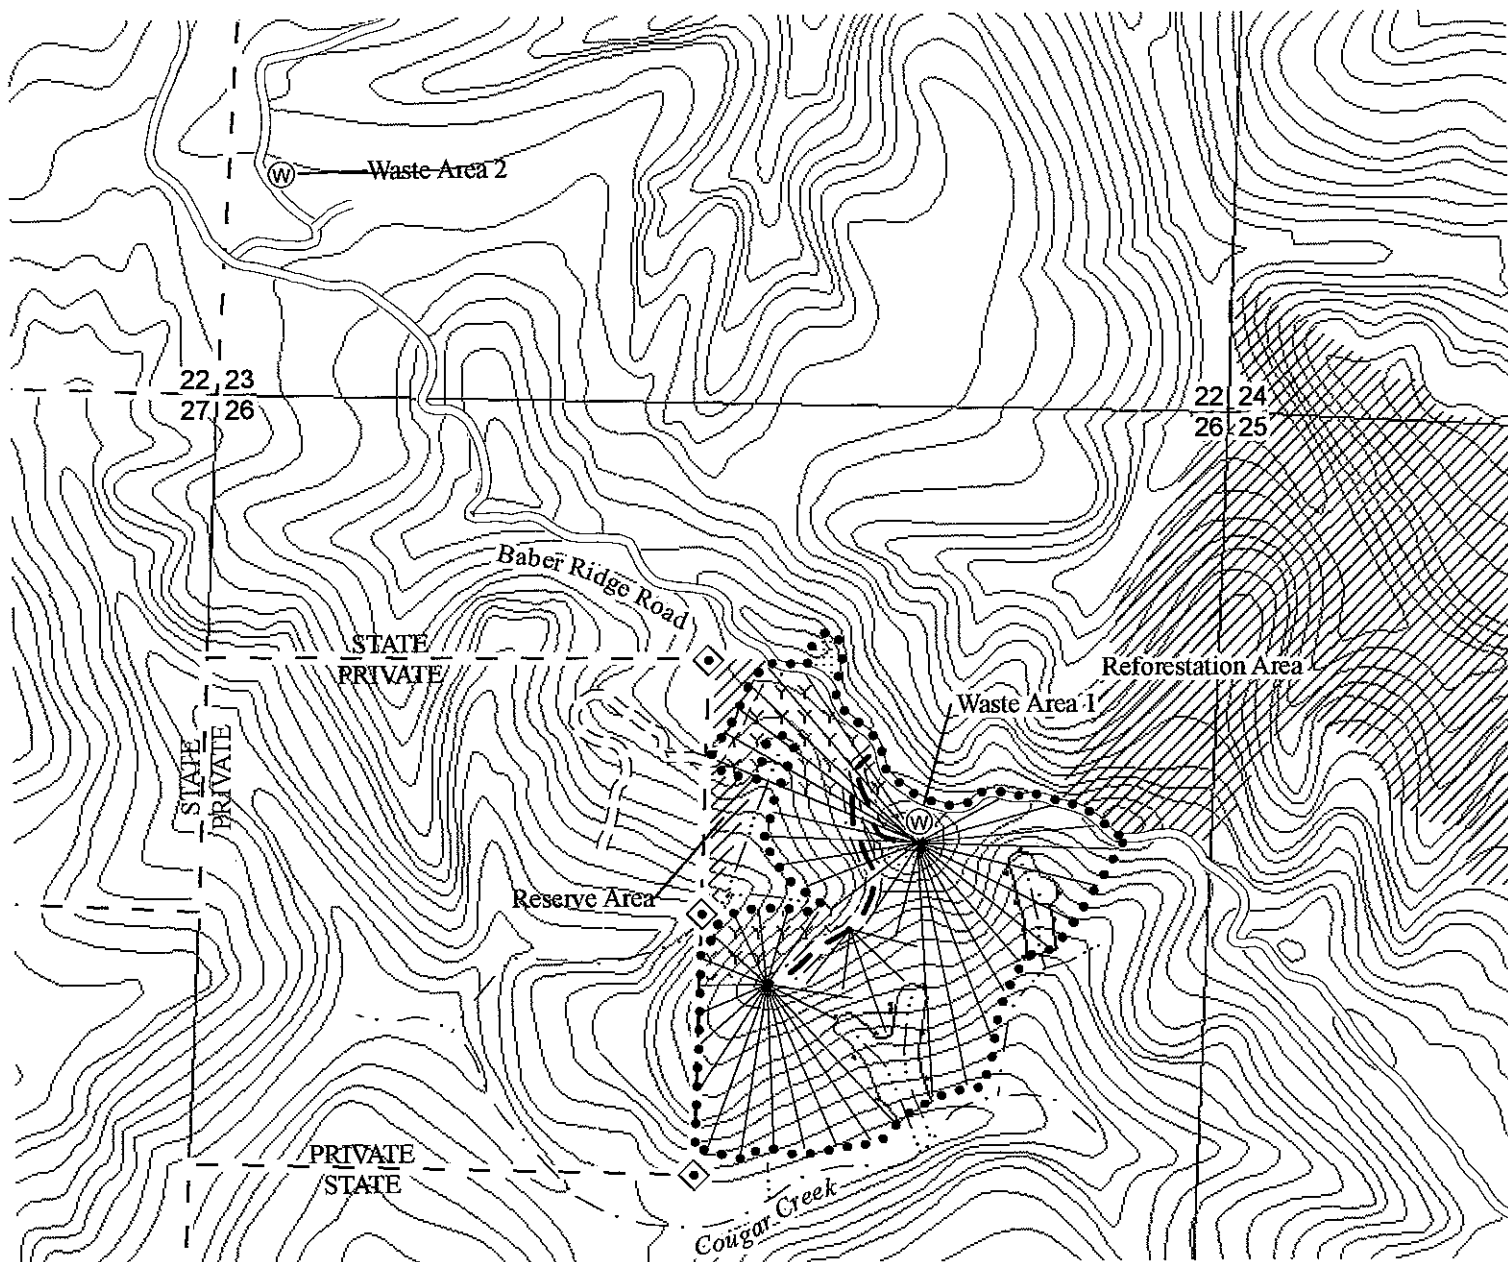 W Waste Area 2
22 23
27 26
22 24
26 25
Baber Ridge Road
STATE
PRIVATE
Reforestation Area
Waste Area 1
STATE
PRIVATE
W
Reserve Area
PRIVATE
STATE
Cougar Creek